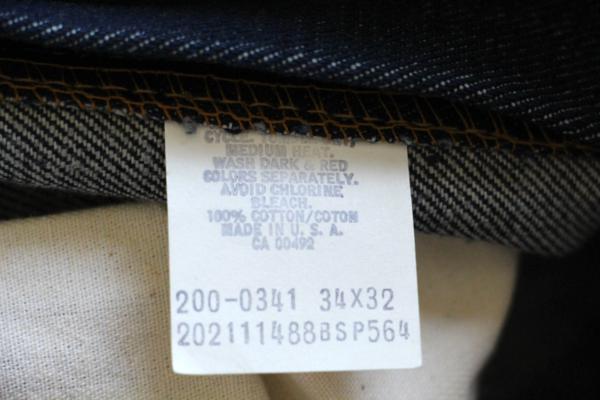 MEDIUM HEAT.
WASH DARK & RED
COLORS SEPARATELY.
AVOID CHLORINE
BLEACH.
100% COTTON/COTON
MADE IN U. S. A.
CA 00492
200-0341 34X32
202111488BSP564